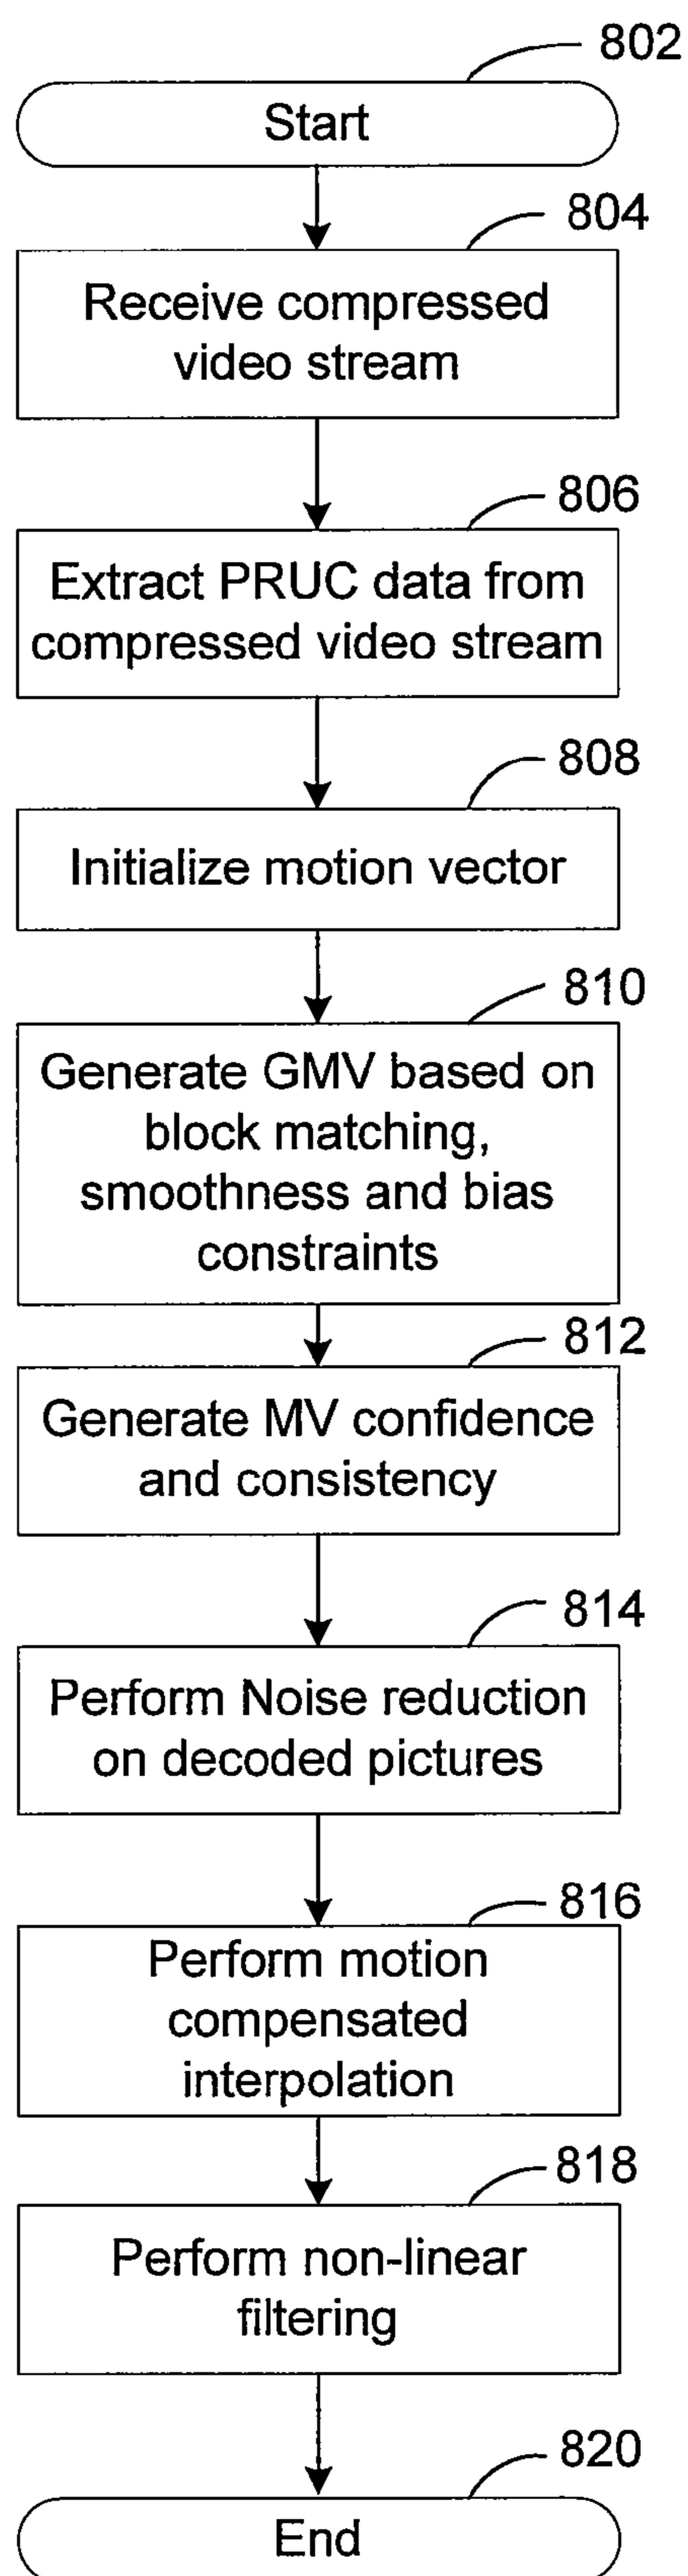 802
Start
804
Receive compressed
video stream
806
Extract PRUC data from
compressed video stream
808
Initialize motion vector
810
Generate GMV based on
block matching,
smoothness and bias
constraints
812
Generate MV confidence
and consistency
814
Perform Noise reduction
on decoded pictures
816
Perform motion
compensated
interpolation
818
Perform non-linear
filtering
820
End